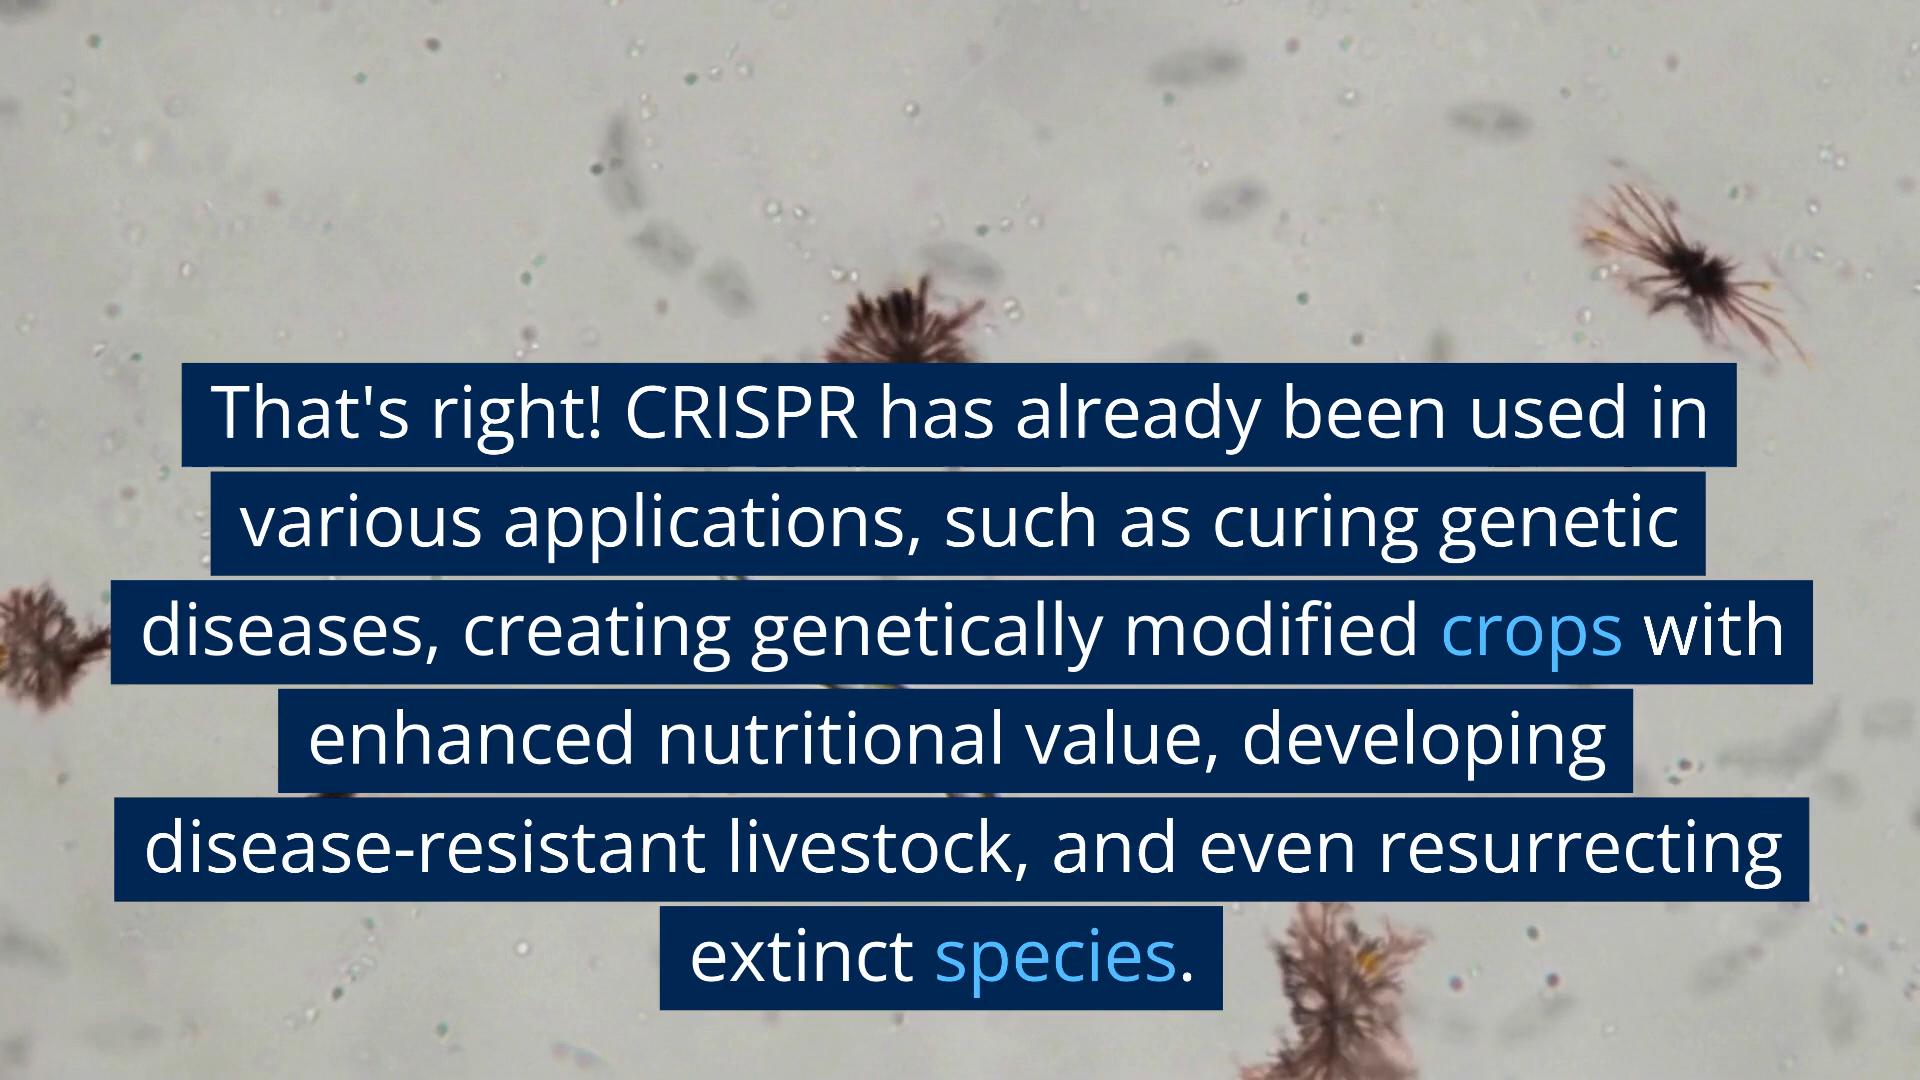 That's right! CRISPR has already been used in
various applications, such as curing genetic
diseases, creating genetically modified crops with
enhanced nutritional value, developing
disease-resistant livestock, and even resurrecting
extinct species.